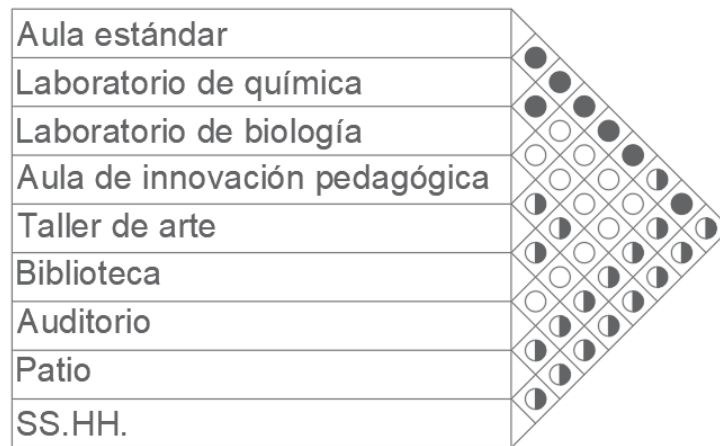 Aula estándar
Laboratorio de química
Laboratorio de biología
Aula de innovación pedagógica
Taller de arte
Biblioteca
Auditorio
Patio
SS.HH.